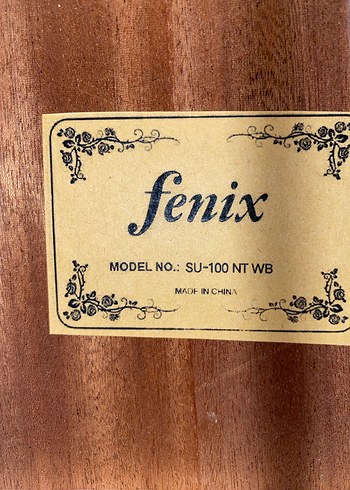 fenix
MODEL NO.: SU-100 NT WB
MADE IN CHINA